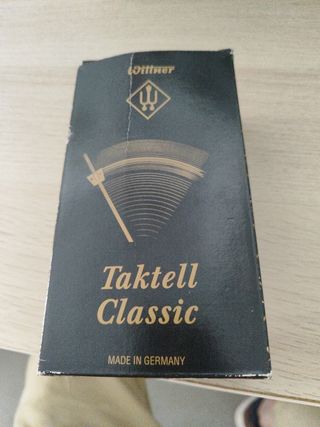 Wittner
Taktell
Classic
MADE IN GERMANY